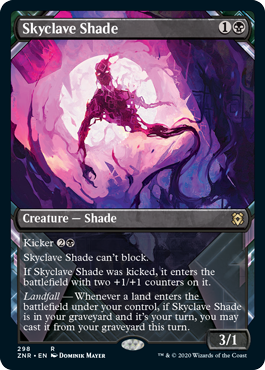 Skyclave Shade 1
Creature — Shade
Kicker 2
Skyclave Shade can't block.
If Skyclave Shade was kicked, it enters the
battlefield with two +1/+1 counters on it.
Landfall — Whenever a land enters the
battlefield under your control, if Skyclave Shade
is in your graveyard and it's your turn, you may
cast it from your graveyard this turn.
3/1
298 R
ZNR • EN Dominik Mayer
™ & © 2020 Wizards of the Coast